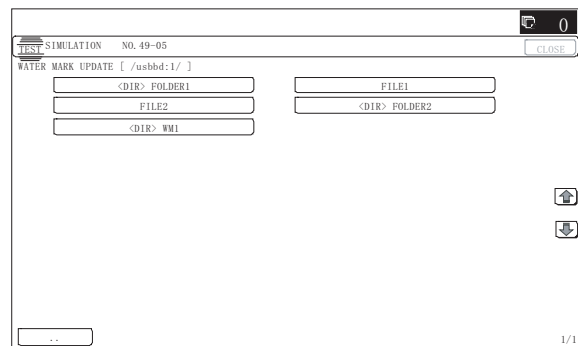 0
TEST SIMULATION NO. 49-05 CLOSE
WATER MARK UPDATE [ /usbbd:1/ ]
<DIR> FOLDER1 FILE1
FILE2 <DIR> FOLDER2
<DIR> WM1
.. 1/1